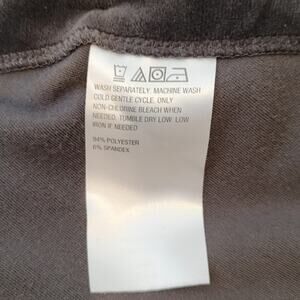 WASH SEPARATELY. MACHINE WASH
COLD GENTLE CYCLE. ONLY
NON-CHLORINE BLEACH WHEN
NEEDED. TUMBLE DRY LOW. LOW
IRON IF NEEDED
94% POLYESTER
6% SPANDEX